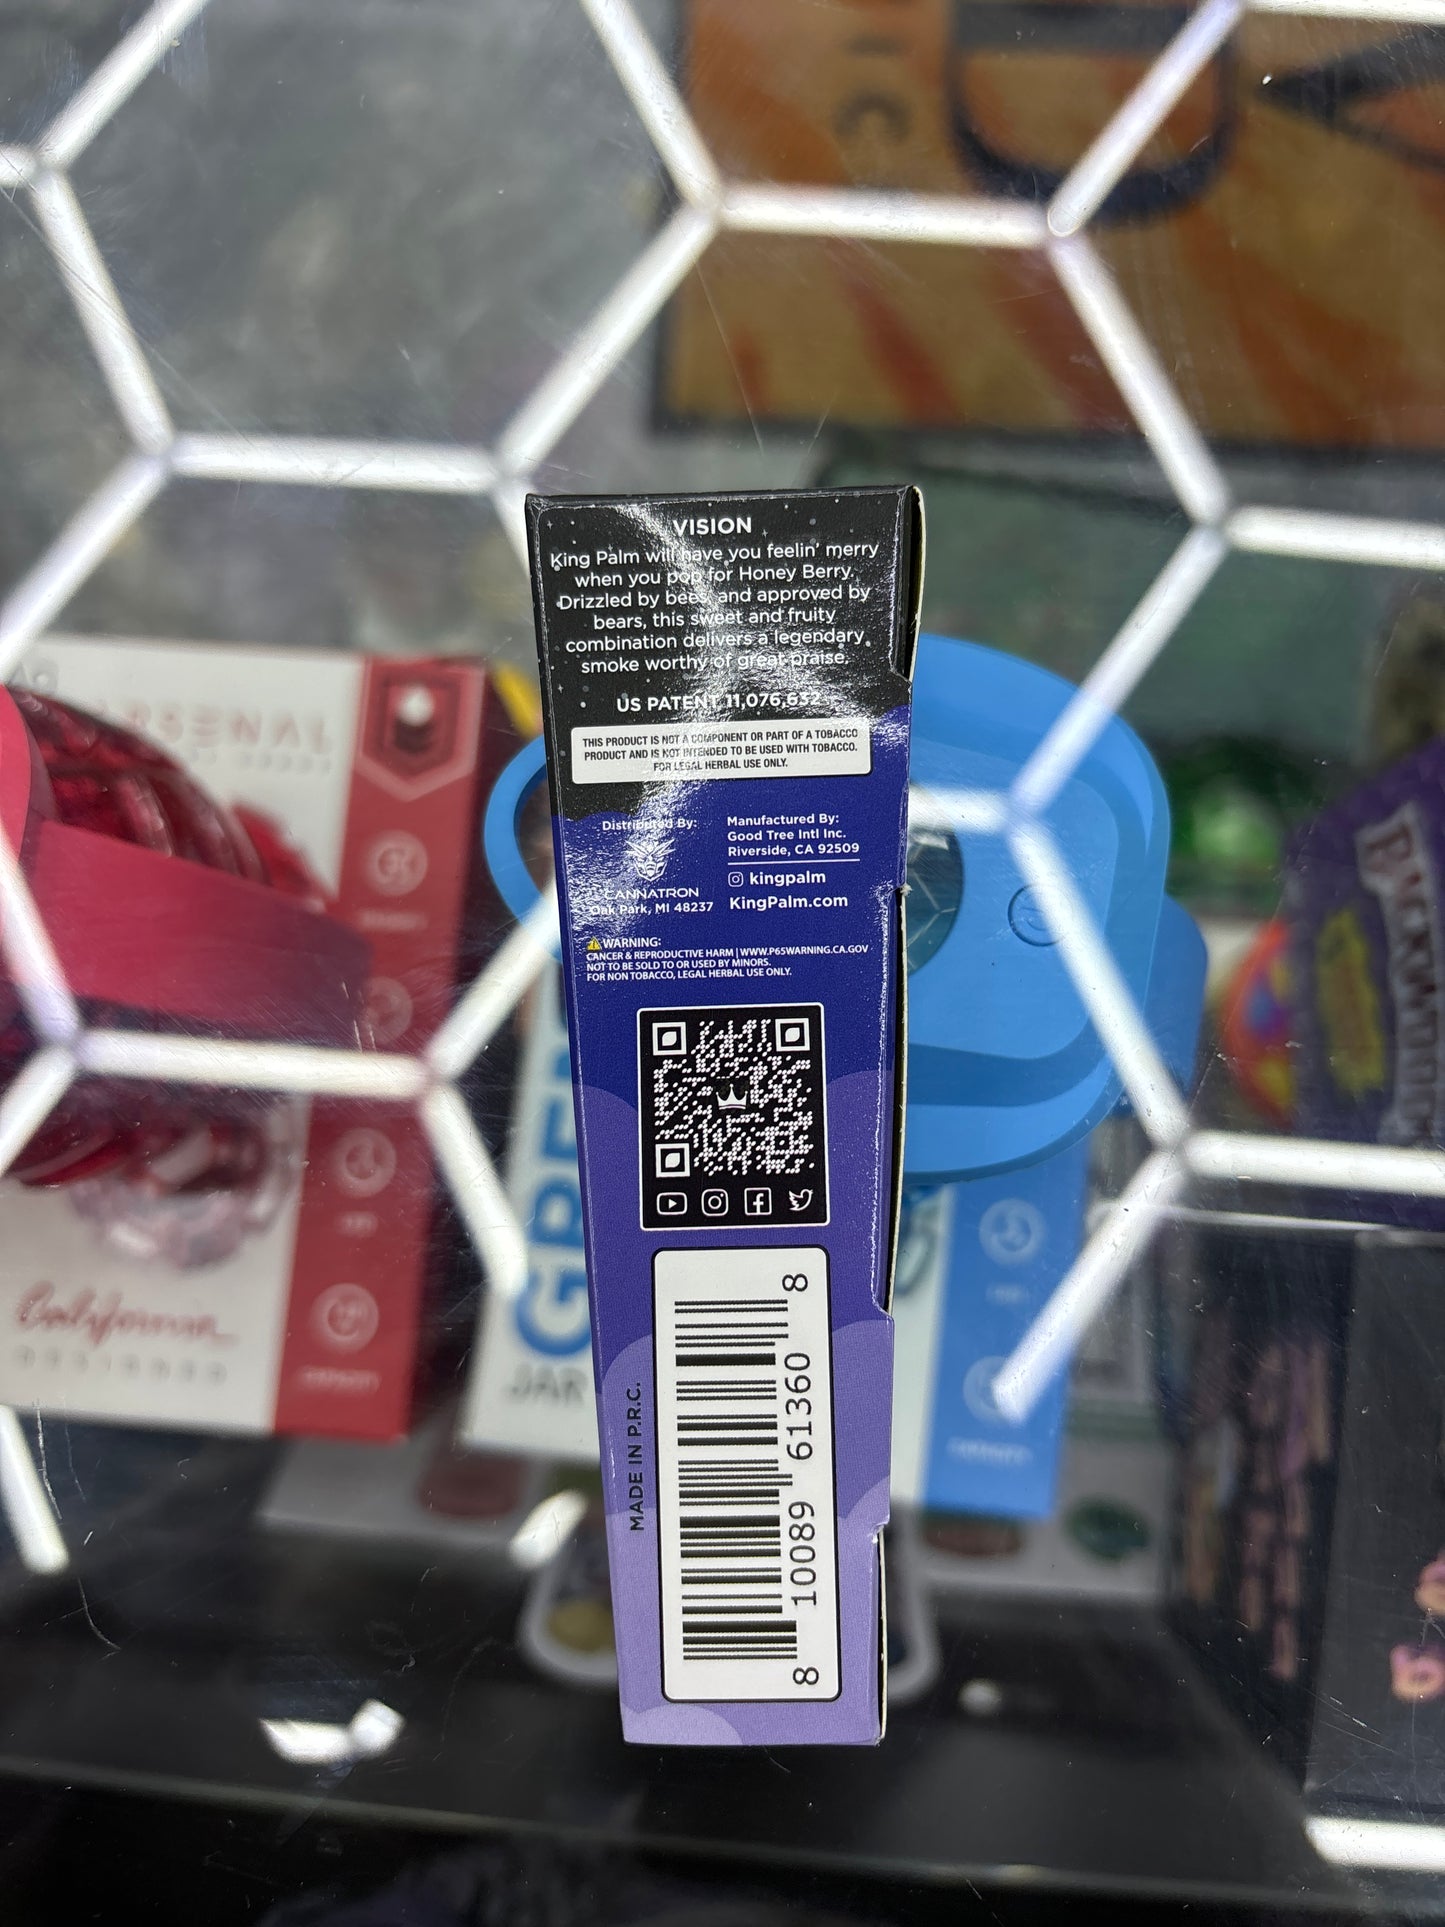 VISION
King Palm will have you feelin' merry
when you pop for Honey Berry.
Drizzled by bees, and approved by
bears, this sweet and fruity
combination delivers a legendary
smoke worthy of great praise.
US PATENT 11,076,632
THIS PRODUCT IS NOT A COMPONENT OR PART OF A TOBACCO
PRODUCT AND IS NOT INTENDED TO BE USED WITH TOBACCO.
FOR LEGAL HERBAL USE ONLY.
Distributed By:
CANNATRON
Oak Park, MI 48237
Manufactured By:
Good Tree Intl Inc.
Riverside, CA 92509
kingpalm
KingPalm.com
WARNING:
CANCER & REPRODUCTIVE HARM | WWW.P65WARNING.CA.GOV
NOT TO BE SOLD TO OR USED BY MINORS.
FOR NON TOBACCO, LEGAL HERBAL USE ONLY.
MADE IN P.R.C.
8 10089 61360 8
ARSENAL
California
DESIGNED
JAR
BACKWOODS